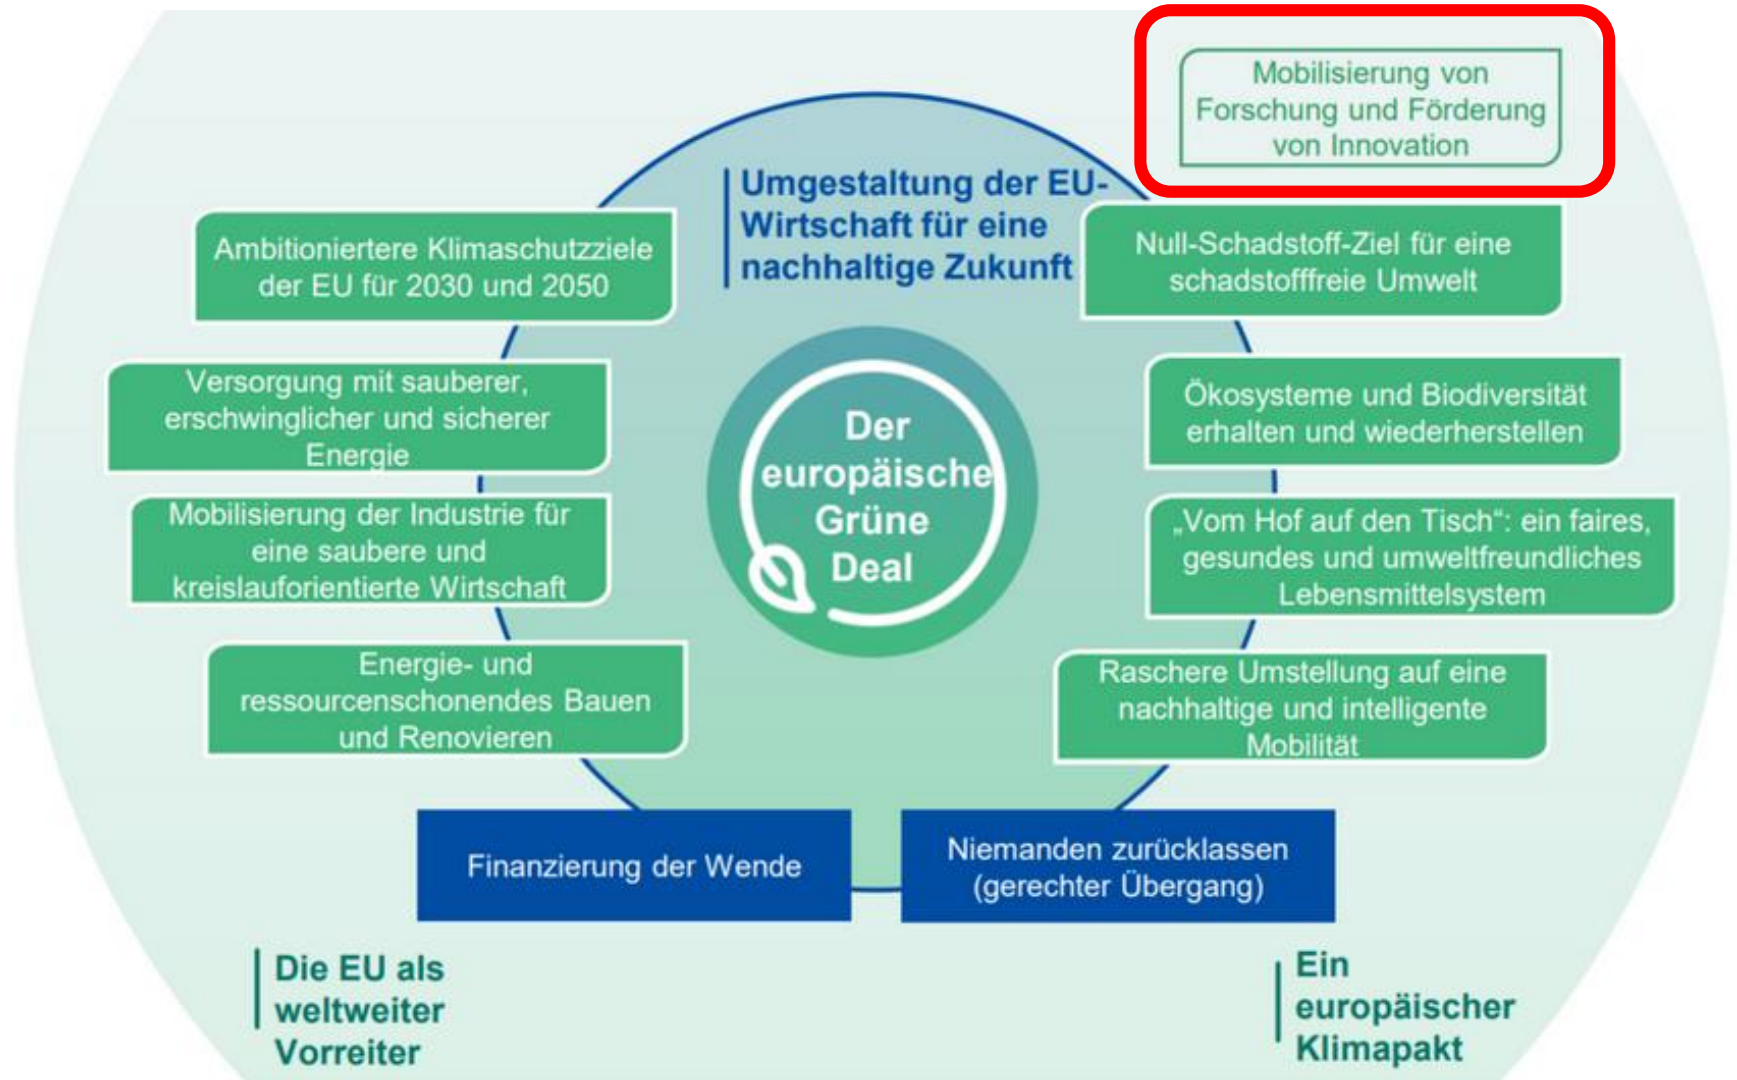 Mobilisierung von
Forschung und Förderung
von Innovation
Umgestaltung der EU-
Wirtschaft für eine
nachhaltige Zukunft
Ambitioniertere Klimaschutzziele
der EU für 2030 und 2050
Null-Schadstoff-Ziel für eine
schadstofffreie Umwelt
Versorgung mit sauberer,
erschwinglicher und sicherer
Energie
Ökosysteme und Biodiversität
erhalten und wiederherstellen
Der
europäische
Grüne
Deal
Mobilisierung der Industrie für
eine saubere und
kreislauforientierte Wirtschaft
„Vom Hof auf den Tisch“: ein faires,
gesundes und umweltfreundliches
Lebensmittelsystem
Energie- und
ressourcenschonendes Bauen
und Renovieren
Raschere Umstellung auf eine
nachhaltige und intelligente
Mobilität
Finanzierung der Wende
Niemanden zurücklassen
(gerechter Übergang)
Die EU als
weltweiter
Vorreiter
Ein
europäischer
Klimapakt